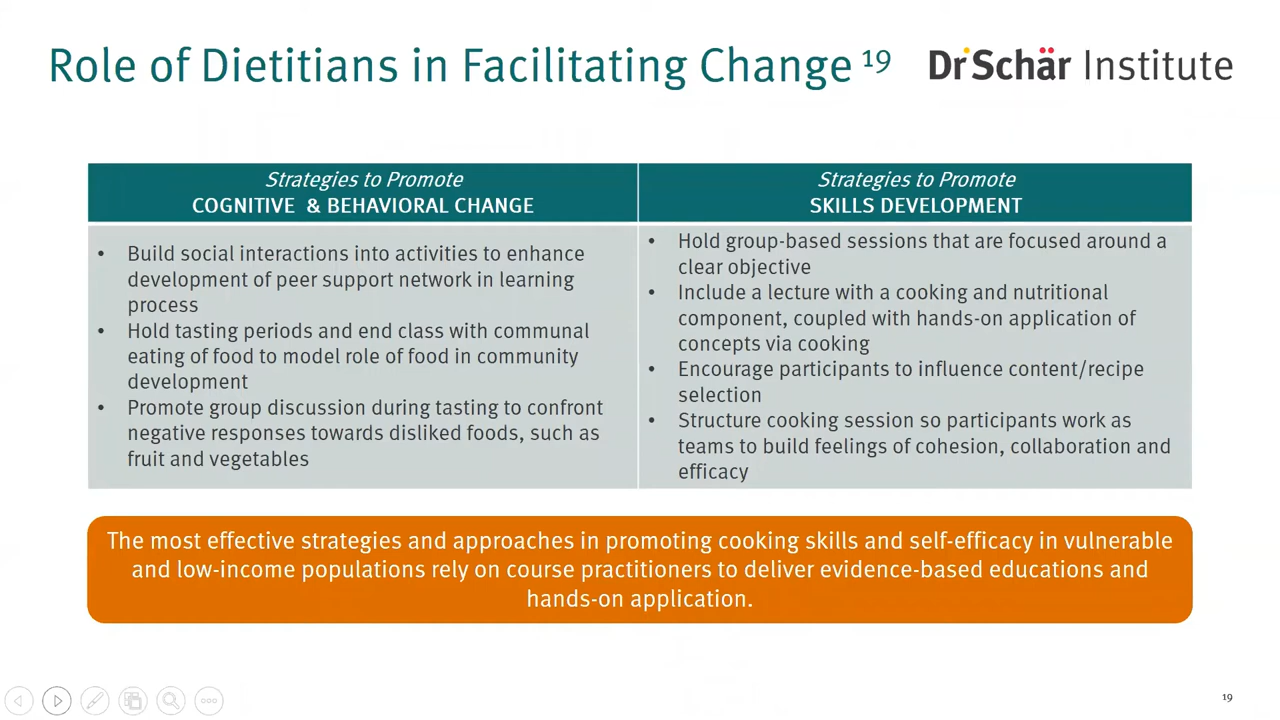 Role of Dietitians in Facilitating Change 19
Dr Schär Institute
Strategies to Promote
COGNITIVE & BEHAVIORAL CHANGE
• Build social interactions into activities to enhance
development of peer support network in learning
process
• Hold tasting periods and end class with communal
eating of food to model role of food in community
development
• Promote group discussion during tasting to confront
negative responses towards disliked foods, such as
fruit and vegetables
Strategies to Promote
SKILLS DEVELOPMENT
• Hold group-based sessions that are focused around a
clear objective
• Include a lecture with a cooking and nutritional
component, coupled with hands-on application of
concepts via cooking
• Encourage participants to influence content/recipe
selection
• Structure cooking session so participants work as
teams to build feelings of cohesion, collaboration and
efficacy
The most effective strategies and approaches in promoting cooking skills and self-efficacy in vulnerable
and low-income populations rely on course practitioners to deliver evidence-based educations and
hands-on application.
19